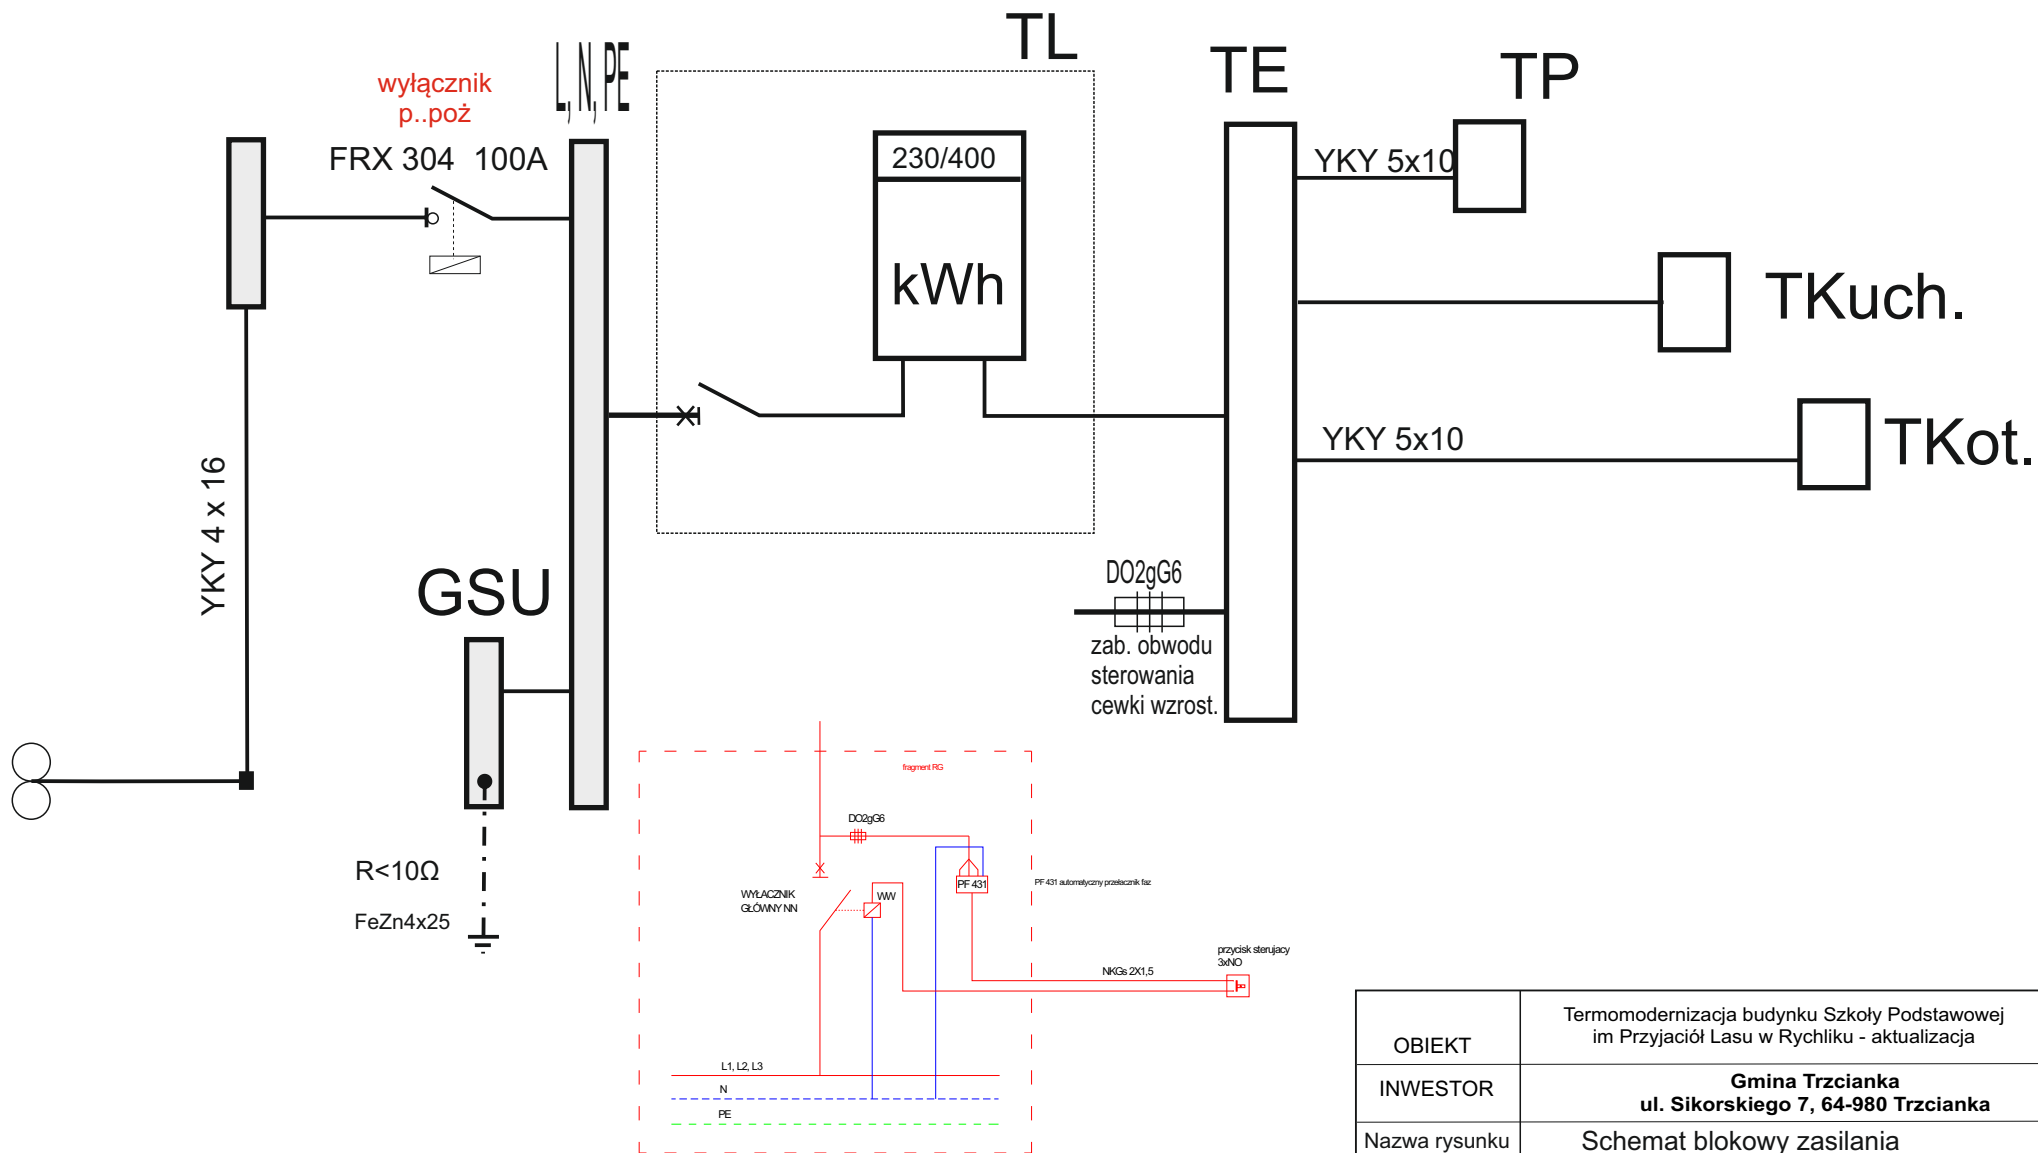 TL
TE
TP
L, N, PE
wyłącznik
p..poż
FRX 304 100A
230/400
kWh
YKY 5x10
TKuch.
YKY 5x10
TKot.
YKY 4 x 16
GSU
DO2gG6
zab. obwodu
sterowania
cewki wzrost.
R<10Ω
FeZn4x25
fragment RG
DO2gG6
WYŁACZNIK
GŁÓWNY NN
WW
PF 431
PF 431 automatyczny przełacznik faz
przycisk sterujacy
3xNO
NKGs 2X1,5
L1, L2, L3
N
PE
OBIEKT
Termomodernizacja budynku Szkoły Podstawowej
im Przyjaciół Lasu w Rychliku - aktualizacja
INWESTOR
Gmina Trzcianka
ul. Sikorskiego 7, 64-980 Trzcianka
Nazwa rysunku
Schemat blokowy zasilania